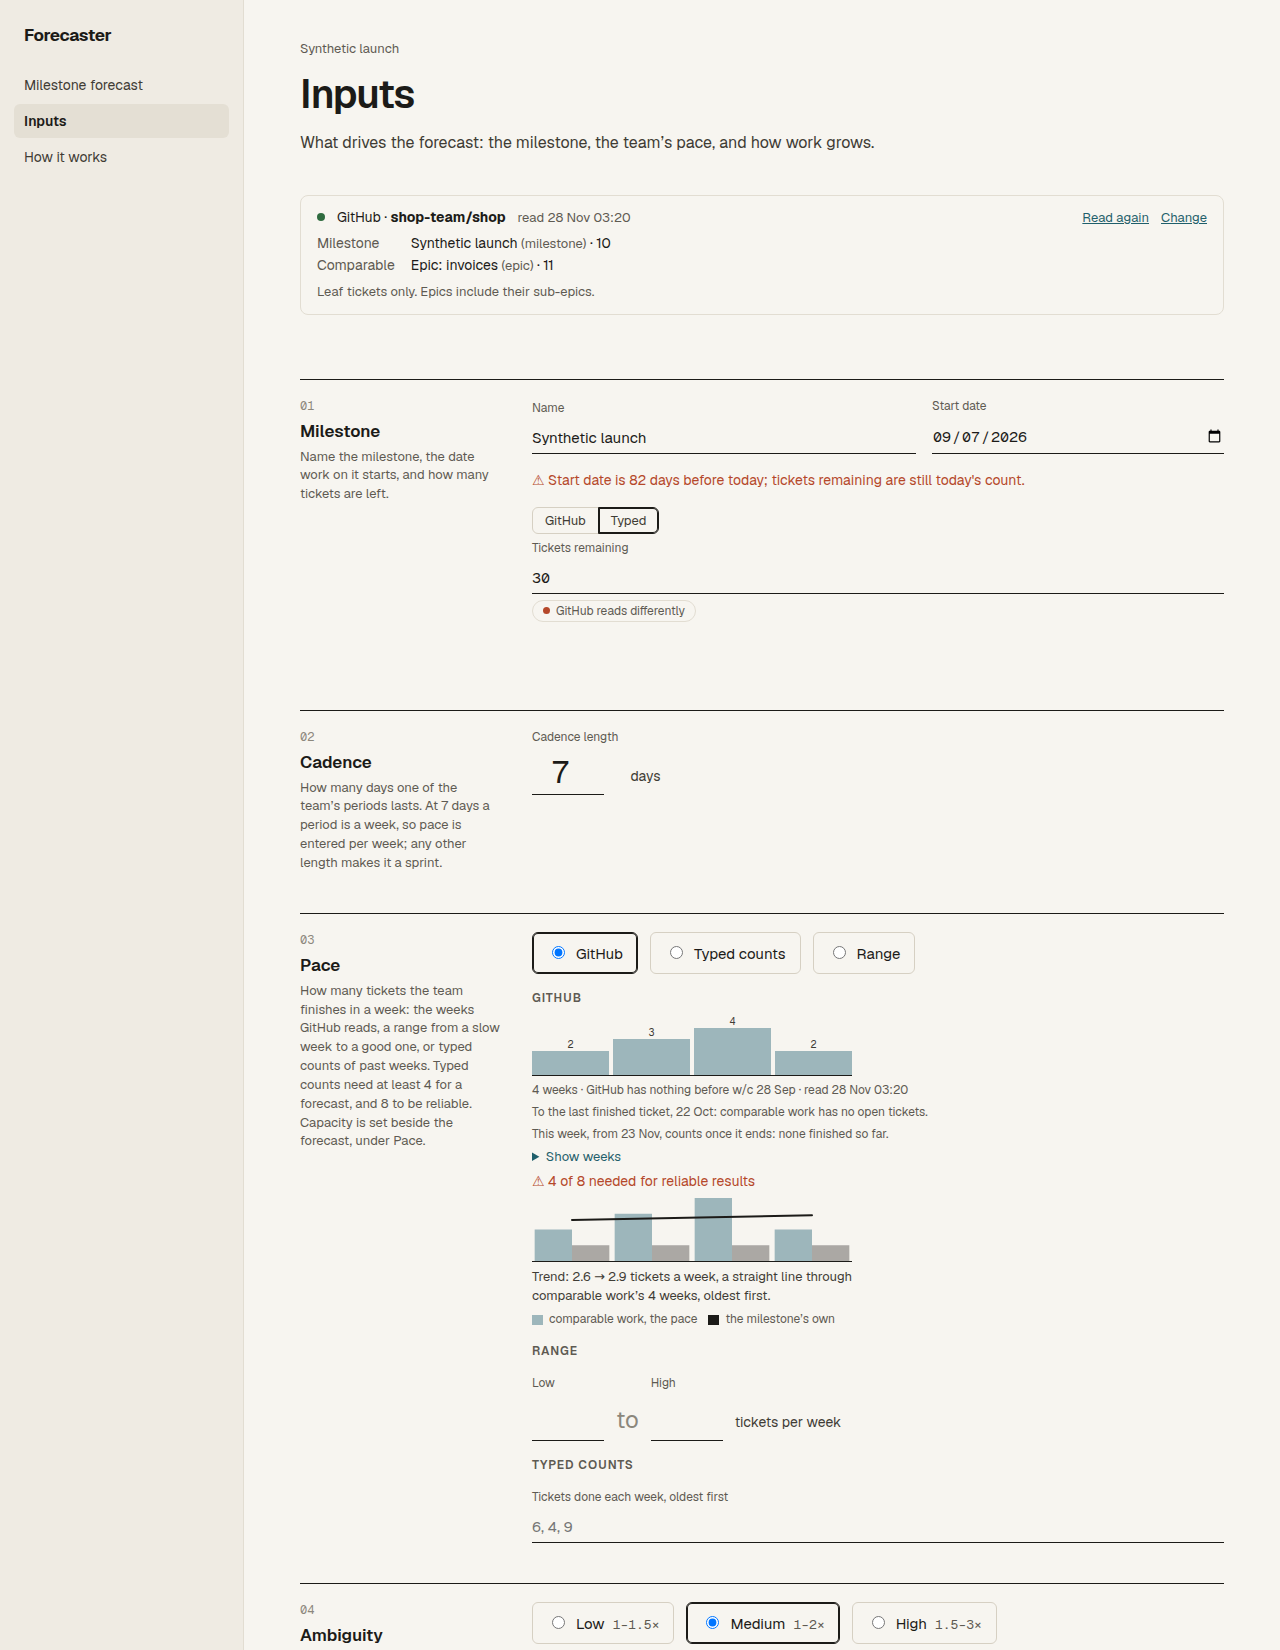 Forecaster
Milestone forecast
Inputs
How it works
Synthetic launch
Inputs
What drives the forecast: the milestone, the team's pace, and how work grows.
GitHub · shop-team/shop read 28 Nov 03:20 Read again Change
Milestone Synthetic launch (milestone) · 10
Comparable Epic: invoices (epic) · 11
Leaf tickets only. Epics include their sub-epics.
01
Milestone
Name the milestone, the date
work on it starts, and how many
tickets are left.
Name
Synthetic launch
Start date
09/07/2026
⚠ Start date is 82 days before today; tickets remaining are still today's count.
GitHub Typed
Tickets remaining
30
GitHub reads differently
02
Cadence
How many days one of the
team's periods lasts. At 7 days a
period is a week, so pace is
entered per week; any other
length makes it a sprint.
Cadence length
7 days
03
Pace
How many tickets the team
finishes in a week: the weeks
GitHub reads, a range from a slow
week to a good one, or typed
counts of past weeks. Typed
counts need at least 4 for a
forecast, and 8 to be reliable.
Capacity is set beside the
forecast, under Pace.
GitHub Typed counts Range
GITHUB
2 3 4 2
4 weeks · GitHub has nothing before w/c 28 Sep · read 28 Nov 03:20
To the last finished ticket, 22 Oct: comparable work has no open tickets.
This week, from 23 Nov, counts once it ends: none finished so far.
▶ Show weeks
⚠ 4 of 8 needed for reliable results
Trend: 2.6 → 2.9 tickets a week, a straight line through
comparable work's 4 weeks, oldest first.
comparable work, the pace the milestone's own
RANGE
Low High
to tickets per week
TYPED COUNTS
Tickets done each week, oldest first
6, 4, 9
04
Ambiguity
Low 1–1.5× Medium 1–2× High 1.5–3×